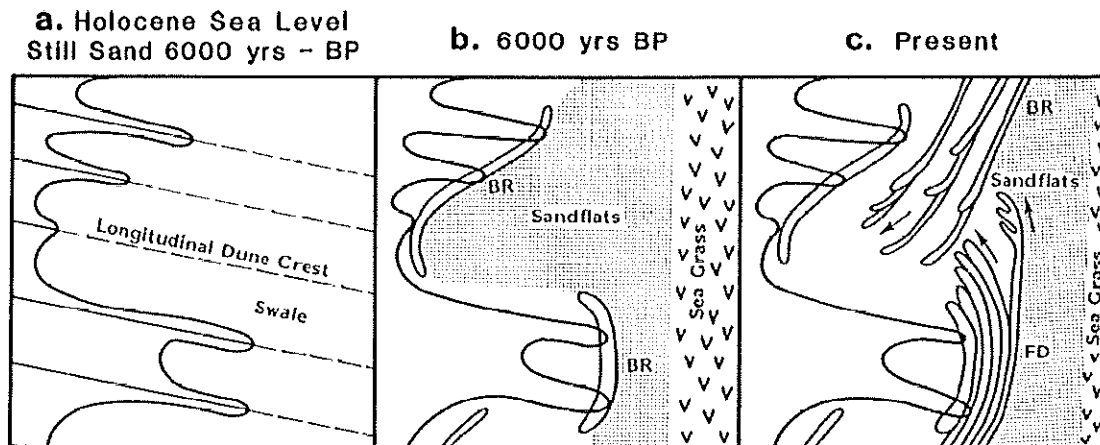 a. Holocene Sea Level
Still Sand 6000 yrs - BP
b. 6000 yrs BP
c. Present
Longitudinal Dune Crest
Swale
BR
Sandflats
BR
Sea Grass
BR
Sandflats
FD
Sea Grass